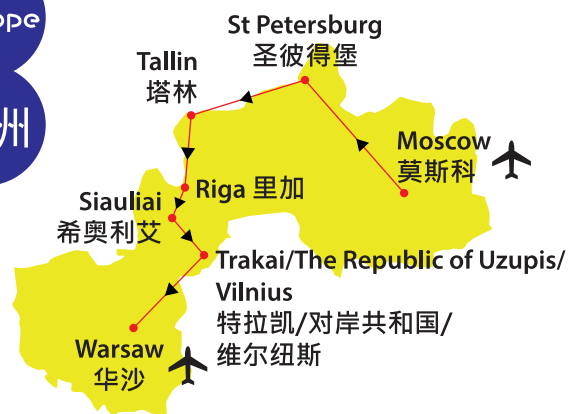 St Petersburg
圣彼得堡
Tallin
塔林
Moscow
莫斯科
Riga 里加
Siauliai
希奥利艾
Trakai/The Republic of Uzupis/
Vilnius
特拉凯/对岸共和国/
维尔纽斯
Warsaw
华沙
洲